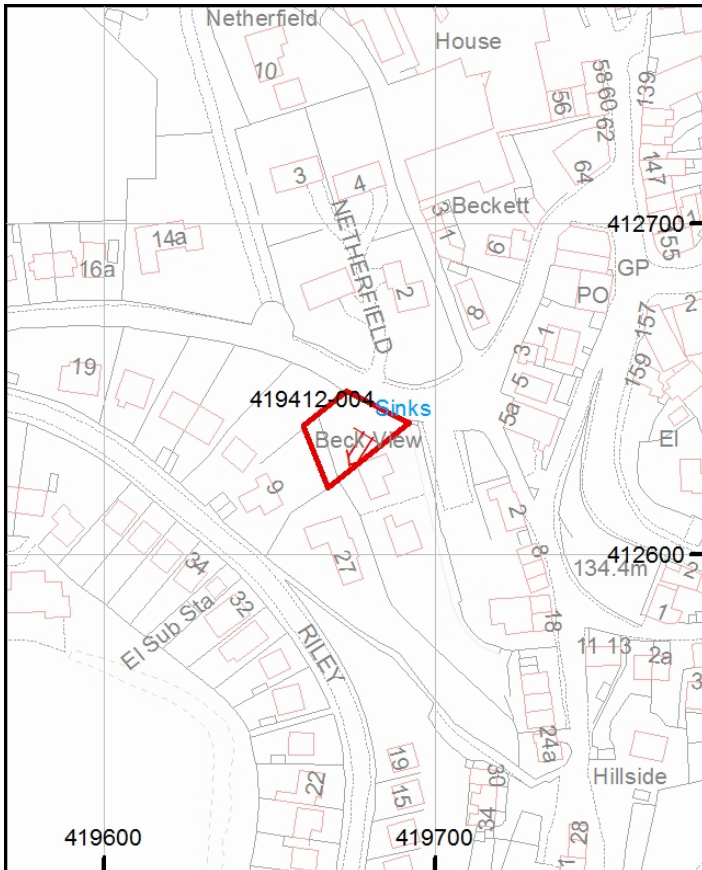 Netherfield
House
10
58
60
62
56
139
3
4
64
147
Beckett
3
1
6
14a
16a
412700
155
GP
NETHERFIELD
2
8
PO
2
157
1
3
159
5
19
419412-004
Sinks
5a
Beck View
El
9
2
27
8
412600
34
134.4m
2
32
El Sub Sta
18
1
RILEY
11
13
2a
3
24a
19
22
30
Hillside
15
34
419600
419700
28
1